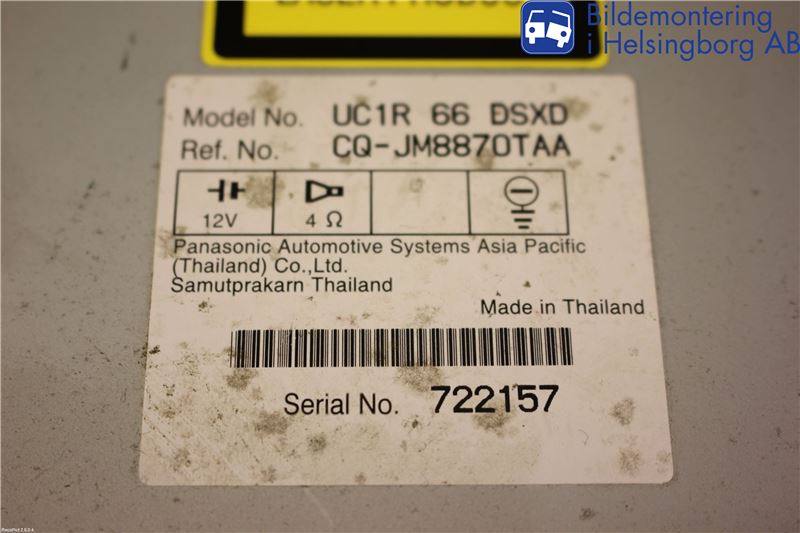 Bildemontering
i Helsingborg AB
Model No. UC1R 66 DSXD
Ref. No. CQ-JM8870TAA
12V 4 Ω
Panasonic Automotive Systems Asia Pacific
(Thailand) Co.,Ltd.
Samutprakarn Thailand
Made in Thailand
Serial No. 722157